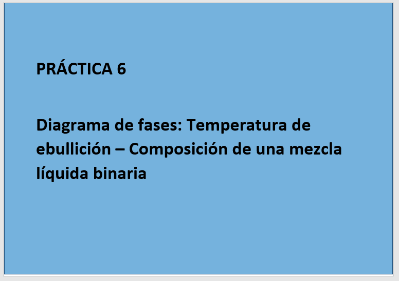 PRÁCTICA 6
Diagrama de fases: Temperatura de
ebullición – Composición de una mezcla
líquida binaria